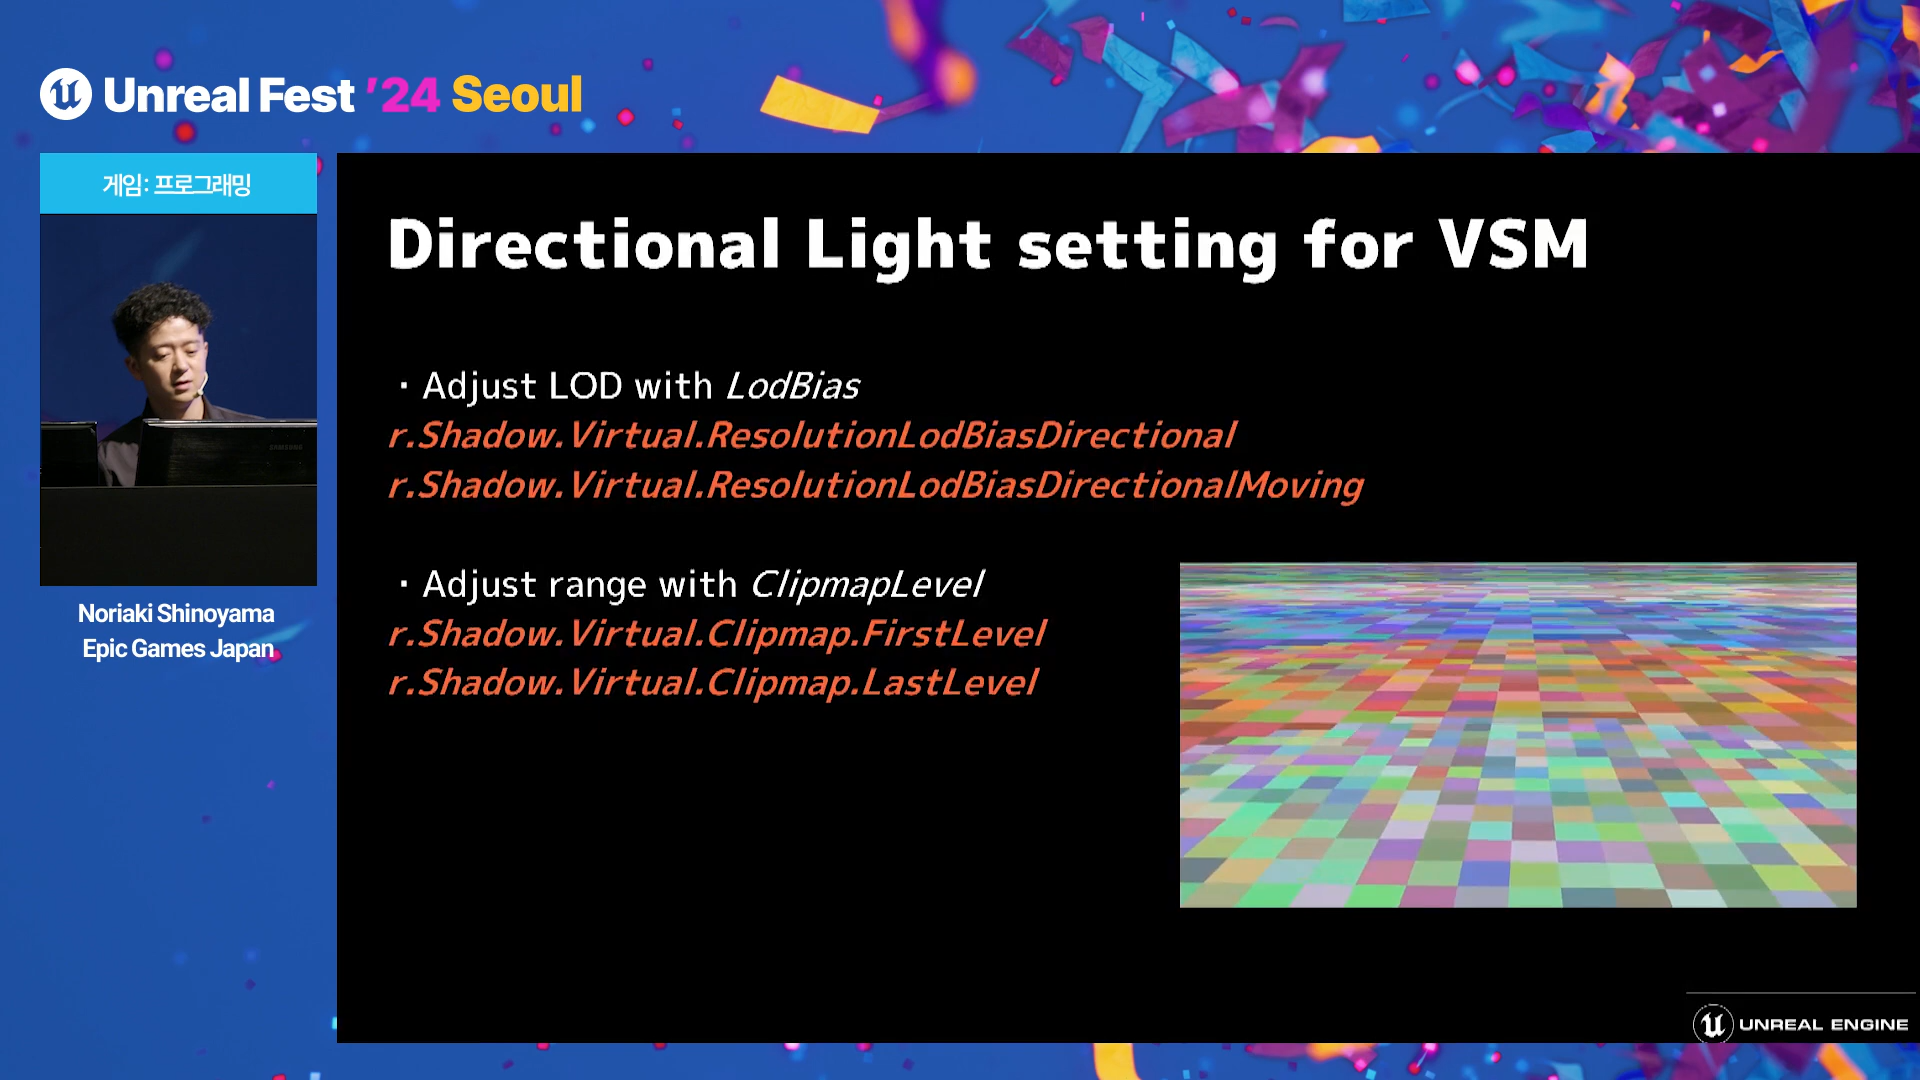 Unreal Fest '24 Seoul
게임: 프로그래밍
SAMSUNG
Noriaki Shinoyama
Epic Games Japan
Directional Light setting for VSM
・Adjust LOD with LodBias
r.Shadow.Virtual.ResolutionLodBiasDirectional
r.Shadow.Virtual.ResolutionLodBiasDirectionalMoving
・Adjust range with ClipmapLevel
r.Shadow.Virtual.Clipmap.FirstLevel
r.Shadow.Virtual.Clipmap.LastLevel
UNREAL ENGINE